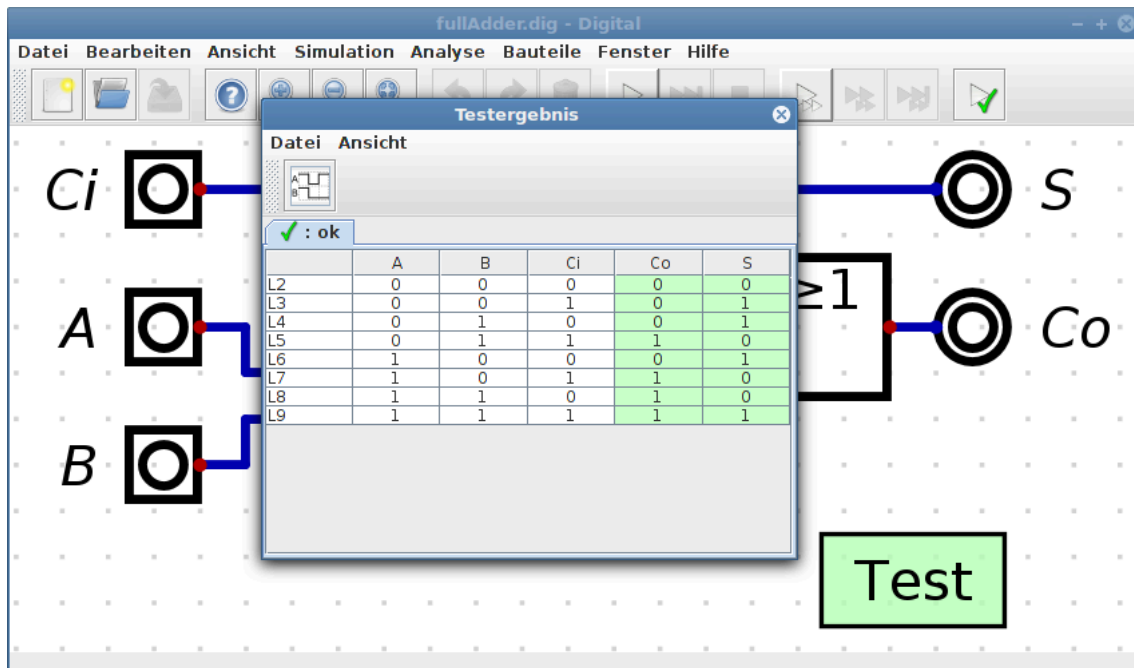 fullAdder.dig - Digital
Datei Bearbeiten Ansicht Simulation Analyse Bauteile Fenster Hilfe
Testergebnis
Datei Ansicht
A
B
: ok
A B Ci Co S
L2 0 0 0 0 0
L3 0 0 1 0 1
L4 0 1 0 0 1
L5 0 1 1 1 0
L6 1 0 0 0 1
L7 1 0 1 1 0
L8 1 1 0 1 0
L9 1 1 1 1 1
Ci
S
≥1
A
Co
B
Test